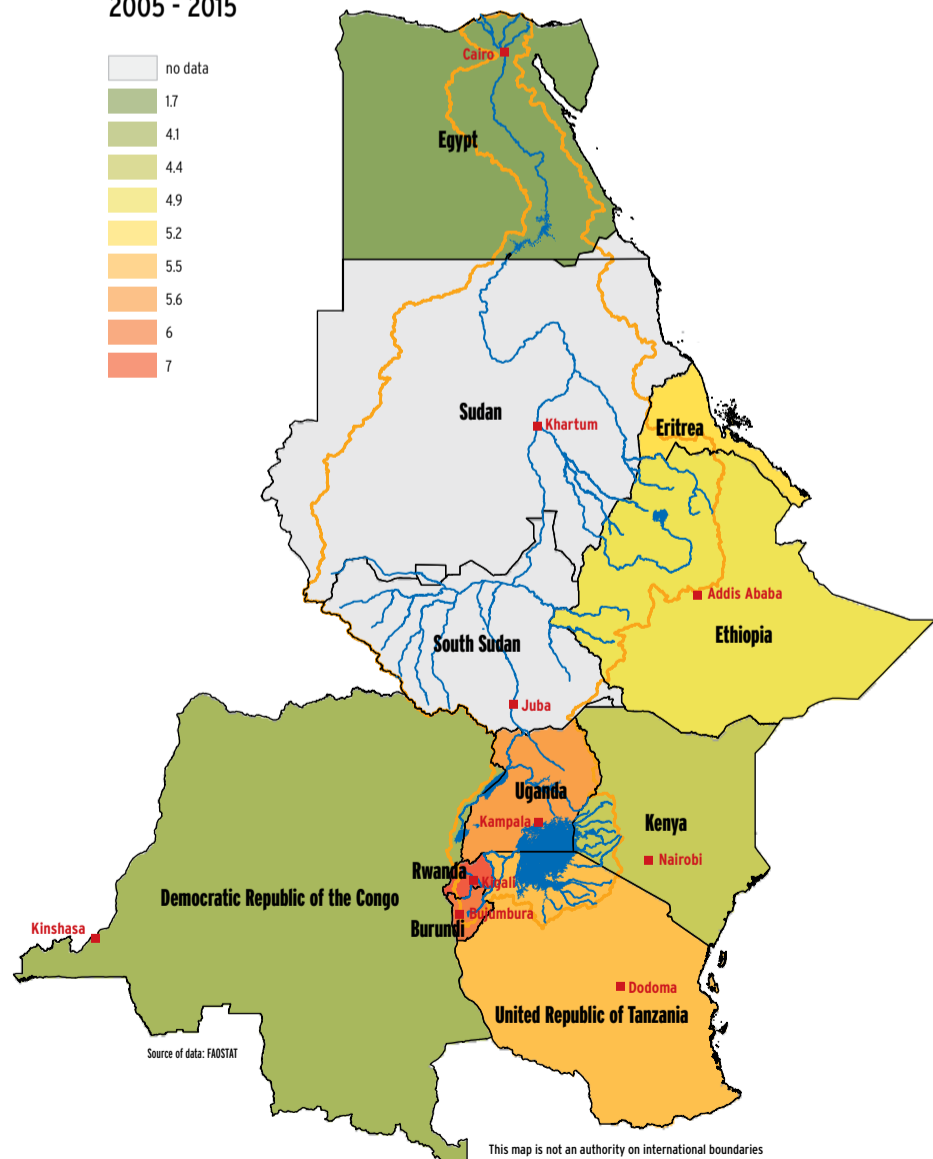 2005 - 2015
no data
1.7
4.1
4.4
4.9
5.2
5.5
5.6
6
7
Cairo
Egypt
Sudan
Khartum
Eritrea
Addis Ababa
Ethiopia
South Sudan
Juba
Uganda
Kampala
Kenya
Nairobi
Rwanda
Kigali
Democratic Republic of the Congo
Bujumbura
Burundi
Kinshasa
Dodoma
United Republic of Tanzania
Source of data: FAOSTAT
This map is not an authority on international boundaries